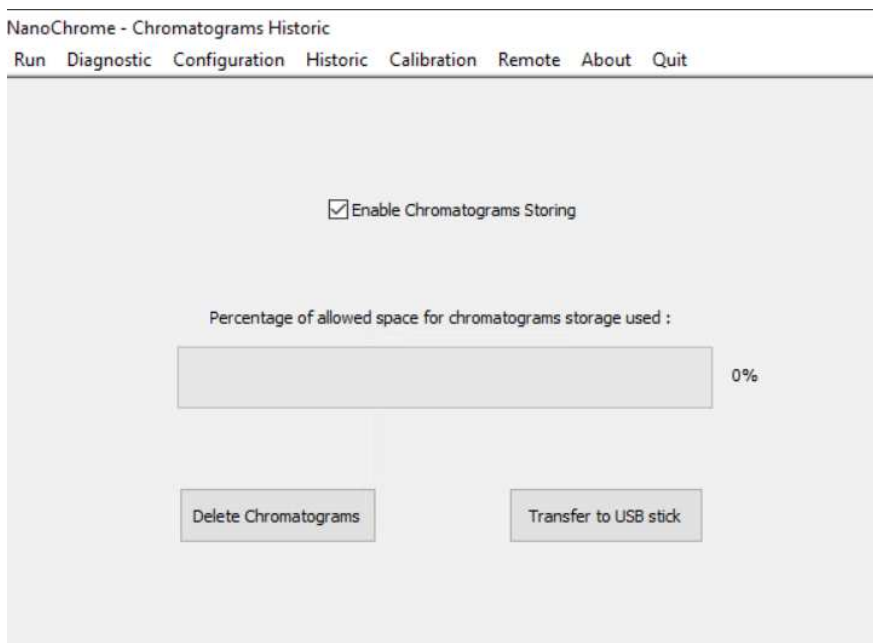 NanoChrome - Chromatograms Historic
Run Diagnostic Configuration Historic Calibration Remote About Quit
Enable Chromatograms Storing
Percentage of allowed space for chromatograms storage used :
0%
Delete Chromatograms Transfer to USB stick